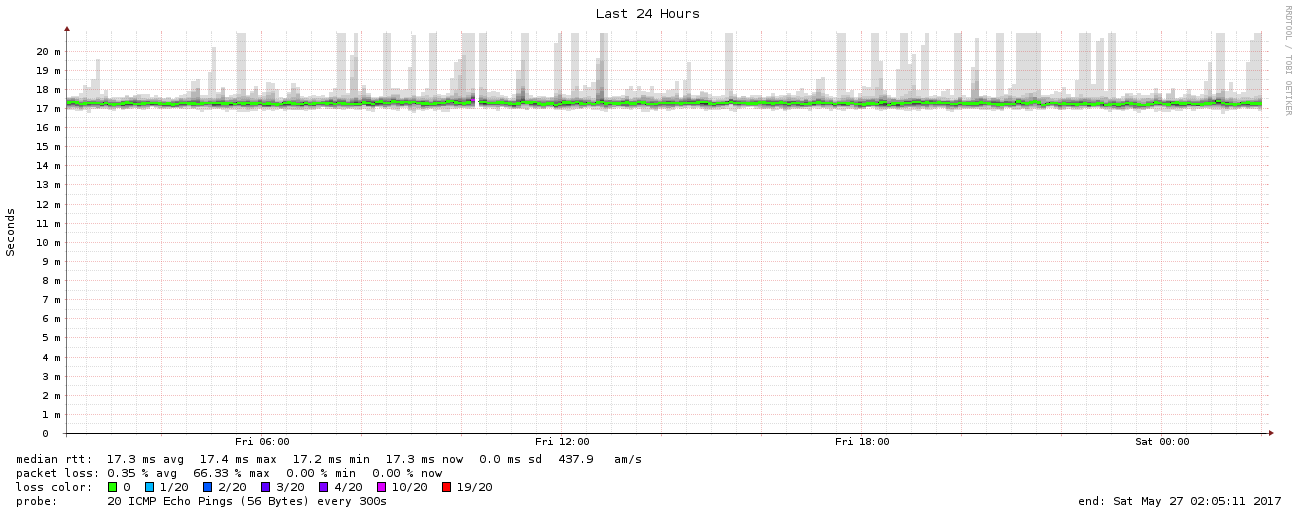 Last 24 Hours
RRDTOOL / TOBI OETIKER
Seconds
20 m
19 m
18 m
17 m
16 m
15 m
14 m
13 m
12 m
11 m
10 m
9 m
8 m
7 m
6 m
5 m
4 m
3 m
2 m
1 m
0
Fri 06:00 Fri 12:00 Fri 18:00 Sat 00:00
median rtt: 17.3 ms avg 17.4 ms max 17.2 ms min 17.3 ms now 0.0 ms sd 437.9 am/s
packet loss: 0.35 % avg 66.33 % max 0.00 % min 0.00 % now
loss color: 0 1/20 2/20 3/20 4/20 10/20 19/20
probe: 20 ICMP Echo Pings (56 Bytes) every 300s end: Sat May 27 02:05:11 2017